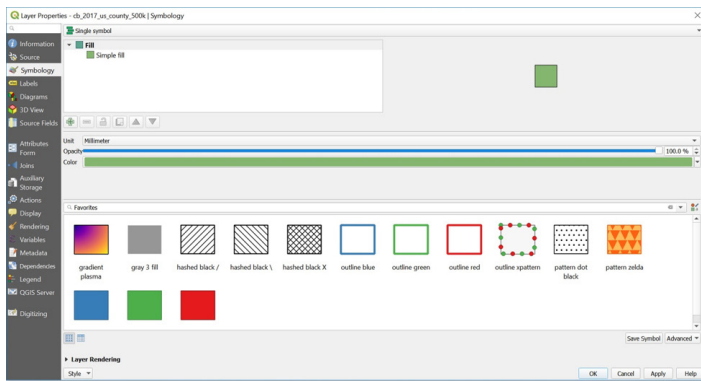 Layer Properties - cb_2017_us_county_500k | Symbology
Single symbol
Information
Source
Symbology
Labels
Diagrams
3D View
Source Fields
Attributes
Form
Joins
Auxiliary
Storage
Actions
Display
Rendering
Variables
Metadata
Dependencies
Legend
QGIS Server
Digitizing
Fill
Simple fill
Unit Millimeter
Opacity 100.0 %
Color
Favorites
gradient plasma
gray 3 fill
hashed black /
hashed black \
hashed black X
outline blue
outline green
outline red
outline xpattern
pattern dot black
pattern zelda
Save Symbol Advanced
Layer Rendering
Style OK Cancel Apply Help